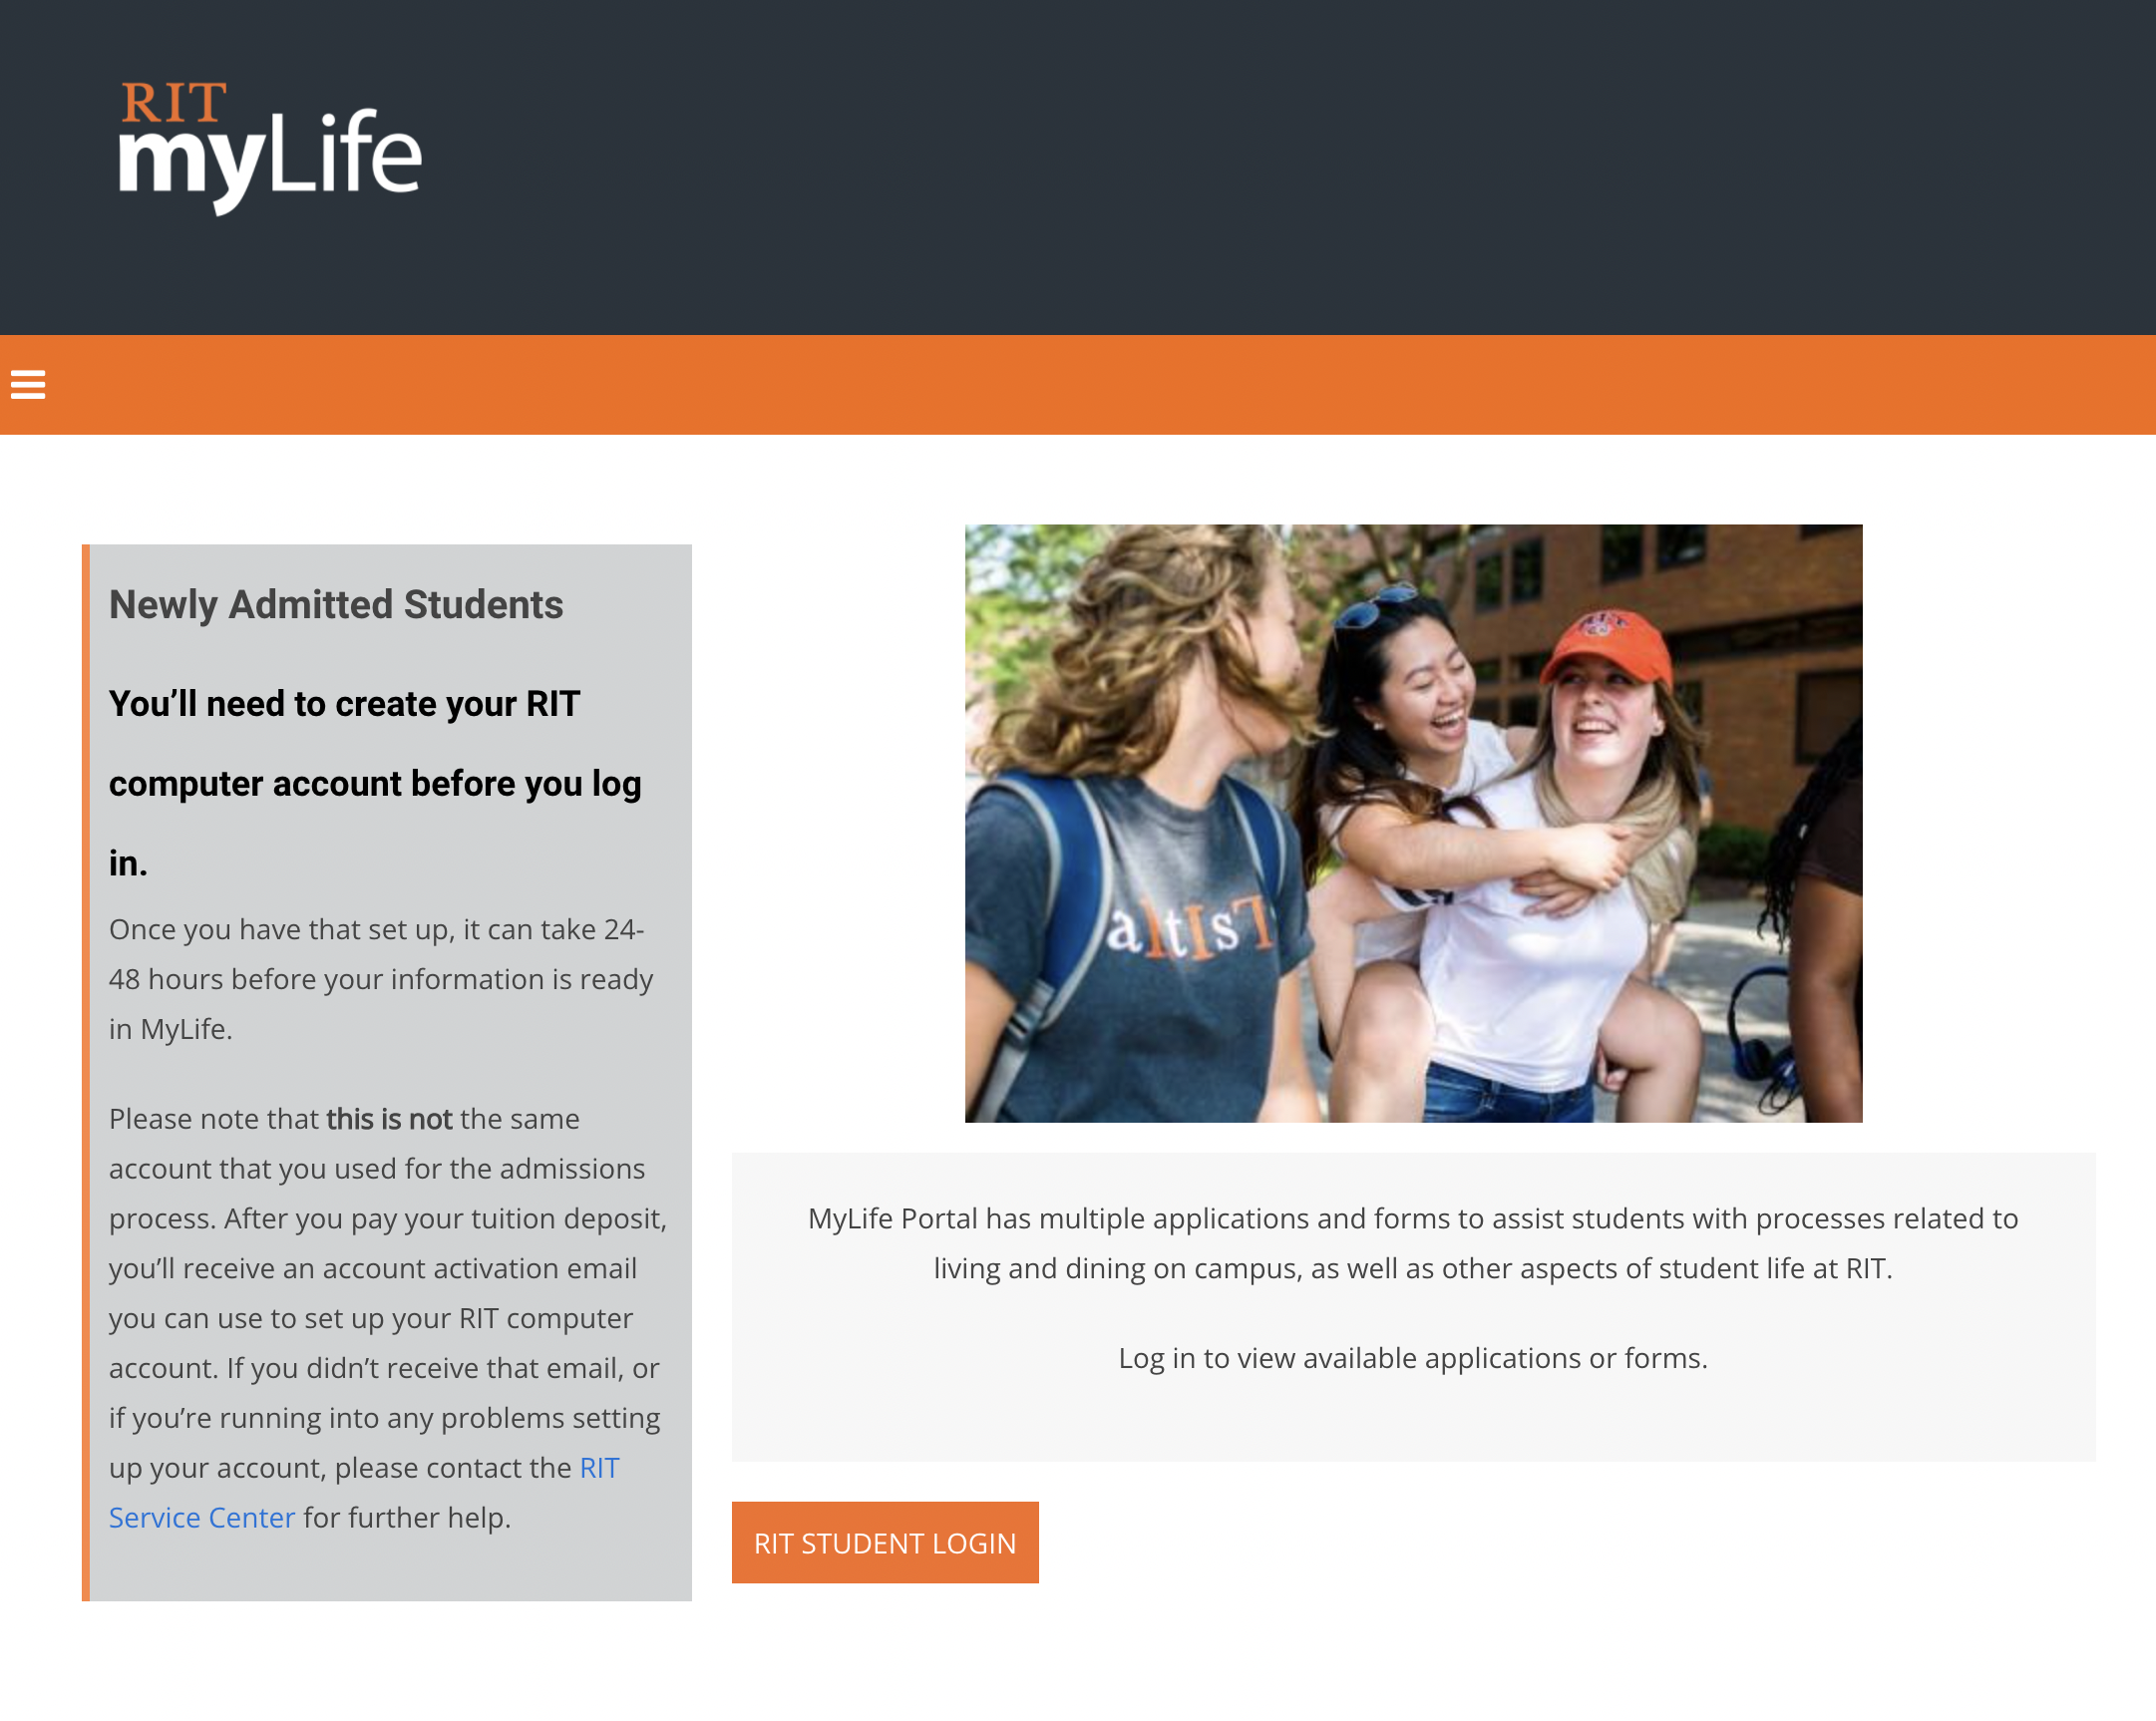 RIT
myLife
Newly Admitted Students
You’ll need to create your RIT
computer account before you log
in.
Once you have that set up, it can take 24-
48 hours before your information is ready
in MyLife.
Please note that this is not the same
account that you used for the admissions
process. After you pay your tuition deposit,
you’ll receive an account activation email
you can use to set up your RIT computer
account. If you didn’t receive that email, or
if you’re running into any problems setting
up your account, please contact the RIT
Service Center for further help.
MyLife Portal has multiple applications and forms to assist students with processes related to
living and dining on campus, as well as other aspects of student life at RIT.
Log in to view available applications or forms.
RIT STUDENT LOGIN